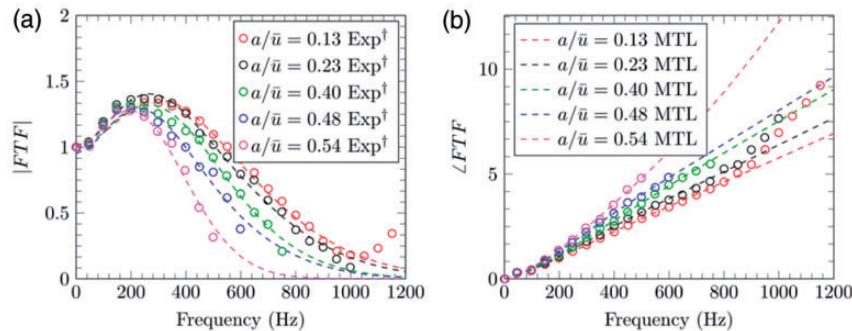 (a)
2
1.5
1
0.5
0
|FTF|
0 200 400 600 800 1000 1200
Frequency (Hz)
a/ū = 0.13 Exp†
a/ū = 0.23 Exp†
a/ū = 0.40 Exp†
a/ū = 0.48 Exp†
a/ū = 0.54 Exp†
(b)
10
5
0
∠FTF
0 200 400 600 800 1000 1200
Frequency (Hz)
a/ū = 0.13 MTL
a/ū = 0.23 MTL
a/ū = 0.40 MTL
a/ū = 0.48 MTL
a/ū = 0.54 MTL